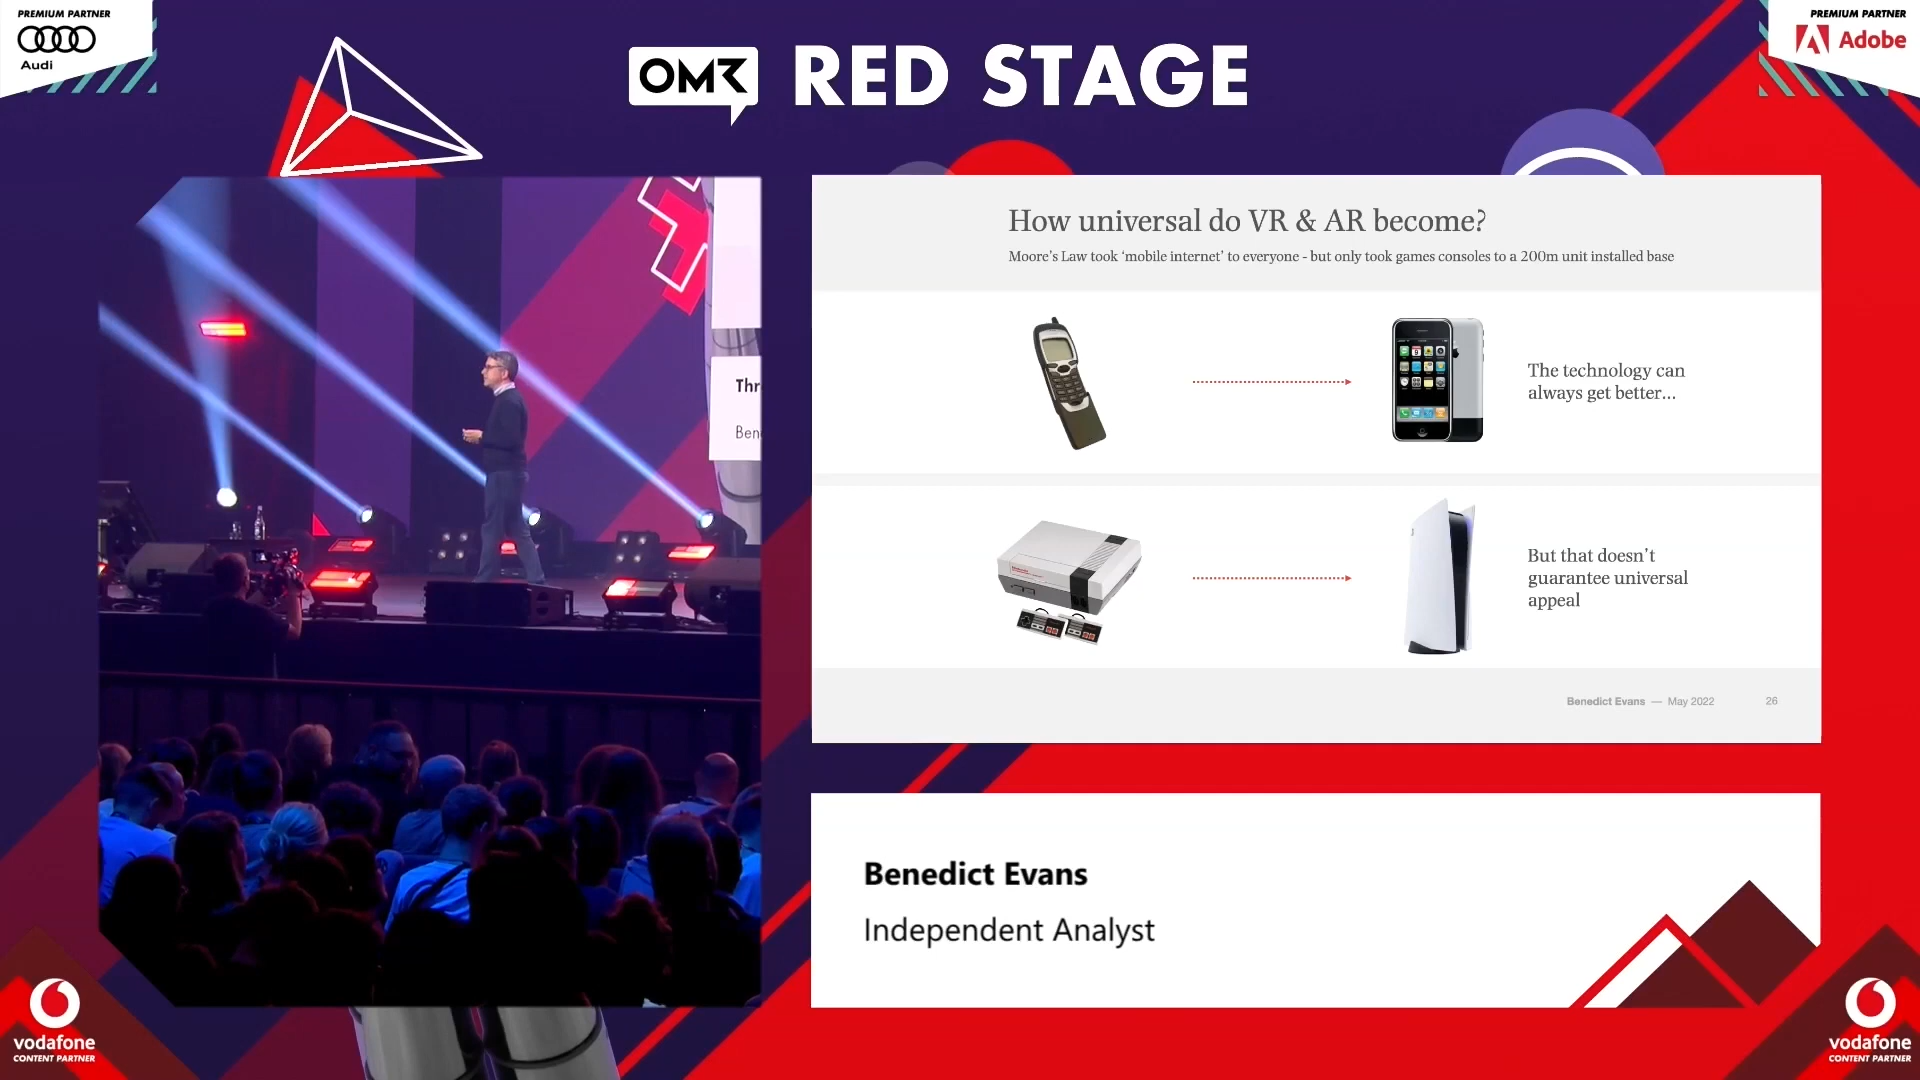 PREMIUM PARTNER
Audi
OMR RED STAGE
PREMIUM PARTNER
Adobe
How universal do VR & AR become?
Moore's Law took 'mobile internet' to everyone - but only took games consoles to a 200m unit installed base
The technology can
always get better...
But that doesn't
guarantee universal
appeal
Benedict Evans — May 2022 26
Thr
Ben
Benedict Evans
Independent Analyst
vodafone
CONTENT PARTNER
vodafone
CONTENT PARTNER